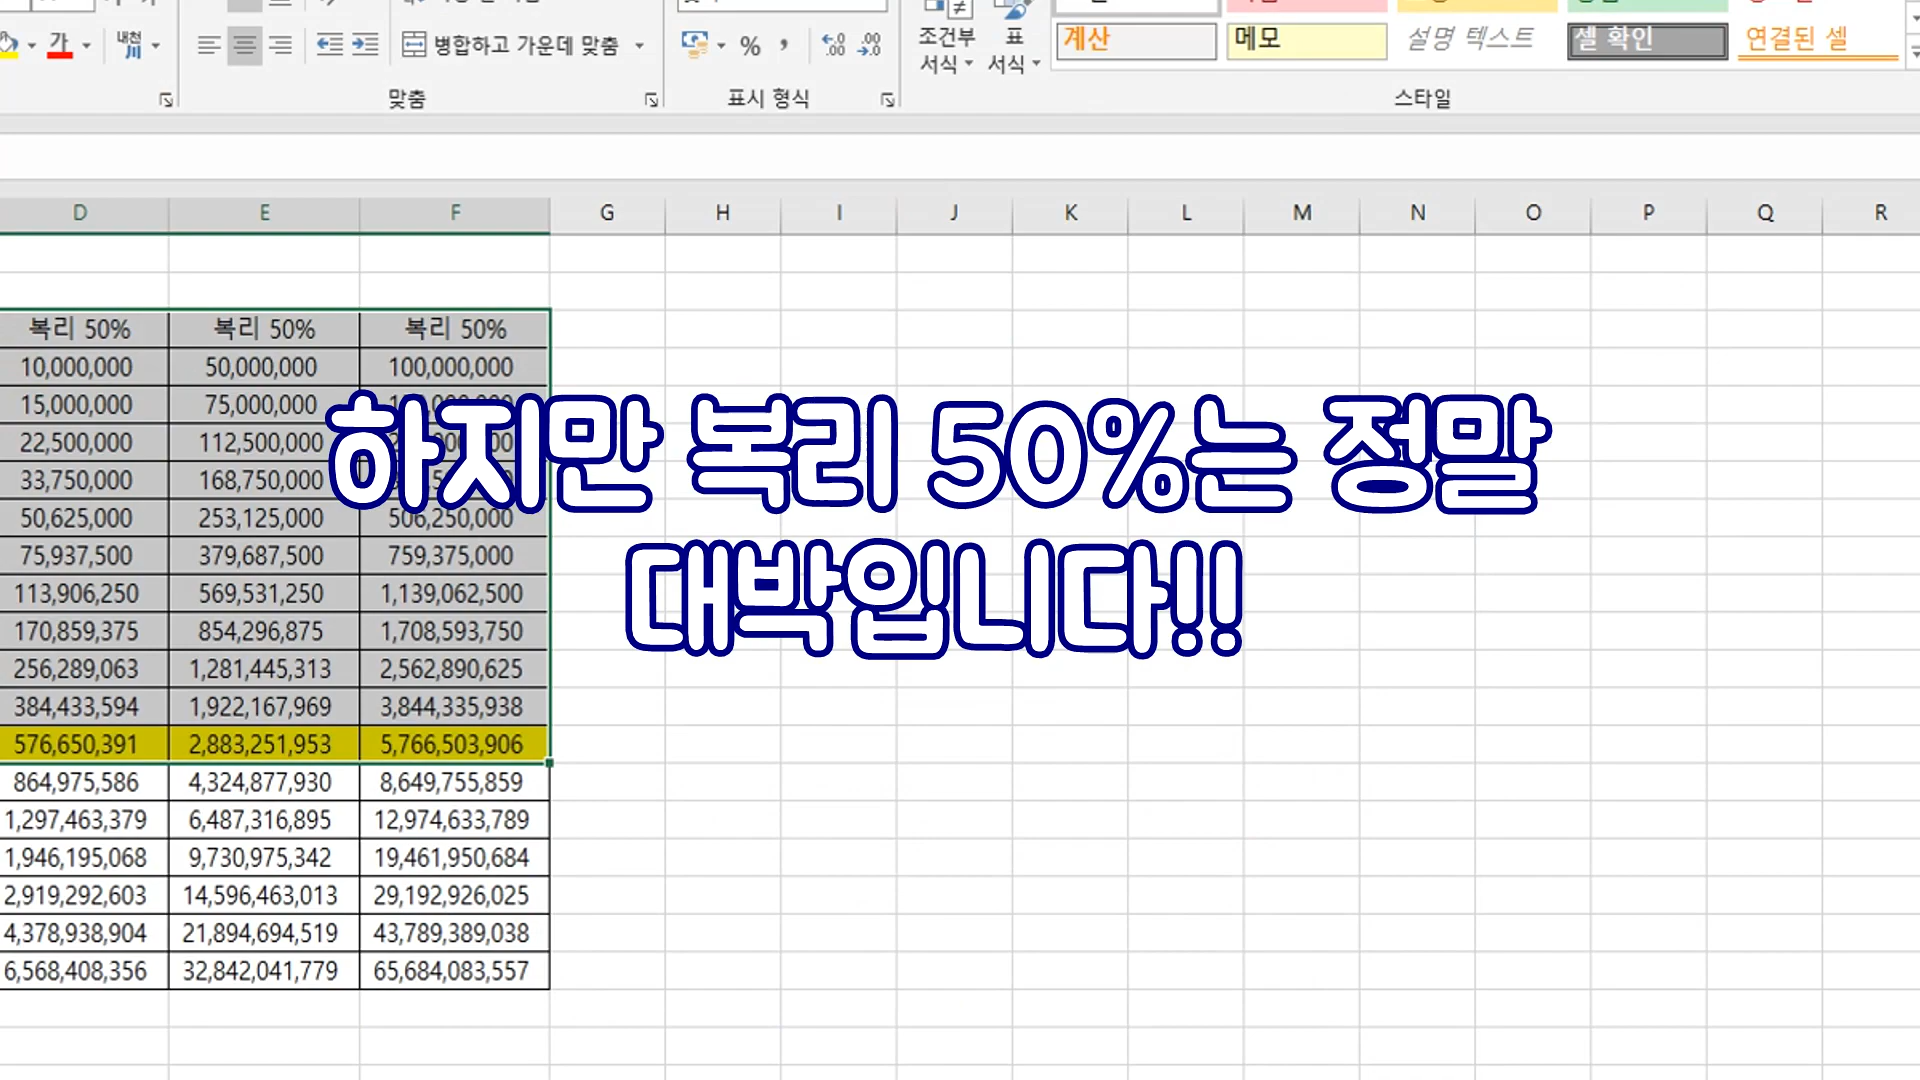 가 내천 병합하고 가운데 맞춤 % 조건부 표 계산 메모 설명 텍스트 셀 확인 연결된 셀
서식 서식
맞춤 표시 형식 스타일
D E F G H I J K L M N O P Q R
복리 50% 복리 50% 복리 50%
10,000,000 50,000,000 100,000,000
15,000,000 75,000,000
22,500,000 112,500,000
33,750,000 168,750,000
50,625,000 253,125,000 506,250,000
75,937,500 379,687,500 759,375,000
113,906,250 569,531,250 1,139,062,500
170,859,375 854,296,875 1,708,593,750
256,289,063 1,281,445,313 2,562,890,625
384,433,594 1,922,167,969 3,844,335,938
576,650,391 2,883,251,953 5,766,503,906
864,975,586 4,324,877,930 8,649,755,859
1,297,463,379 6,487,316,895 12,974,633,789
1,946,195,068 9,730,975,342 19,461,950,684
2,919,292,603 14,596,463,013 29,192,926,025
4,378,938,904 21,894,694,519 43,789,389,038
6,568,408,356 32,842,041,779 65,684,083,557
하지만 복리 50%는 정말
대박입니다!!